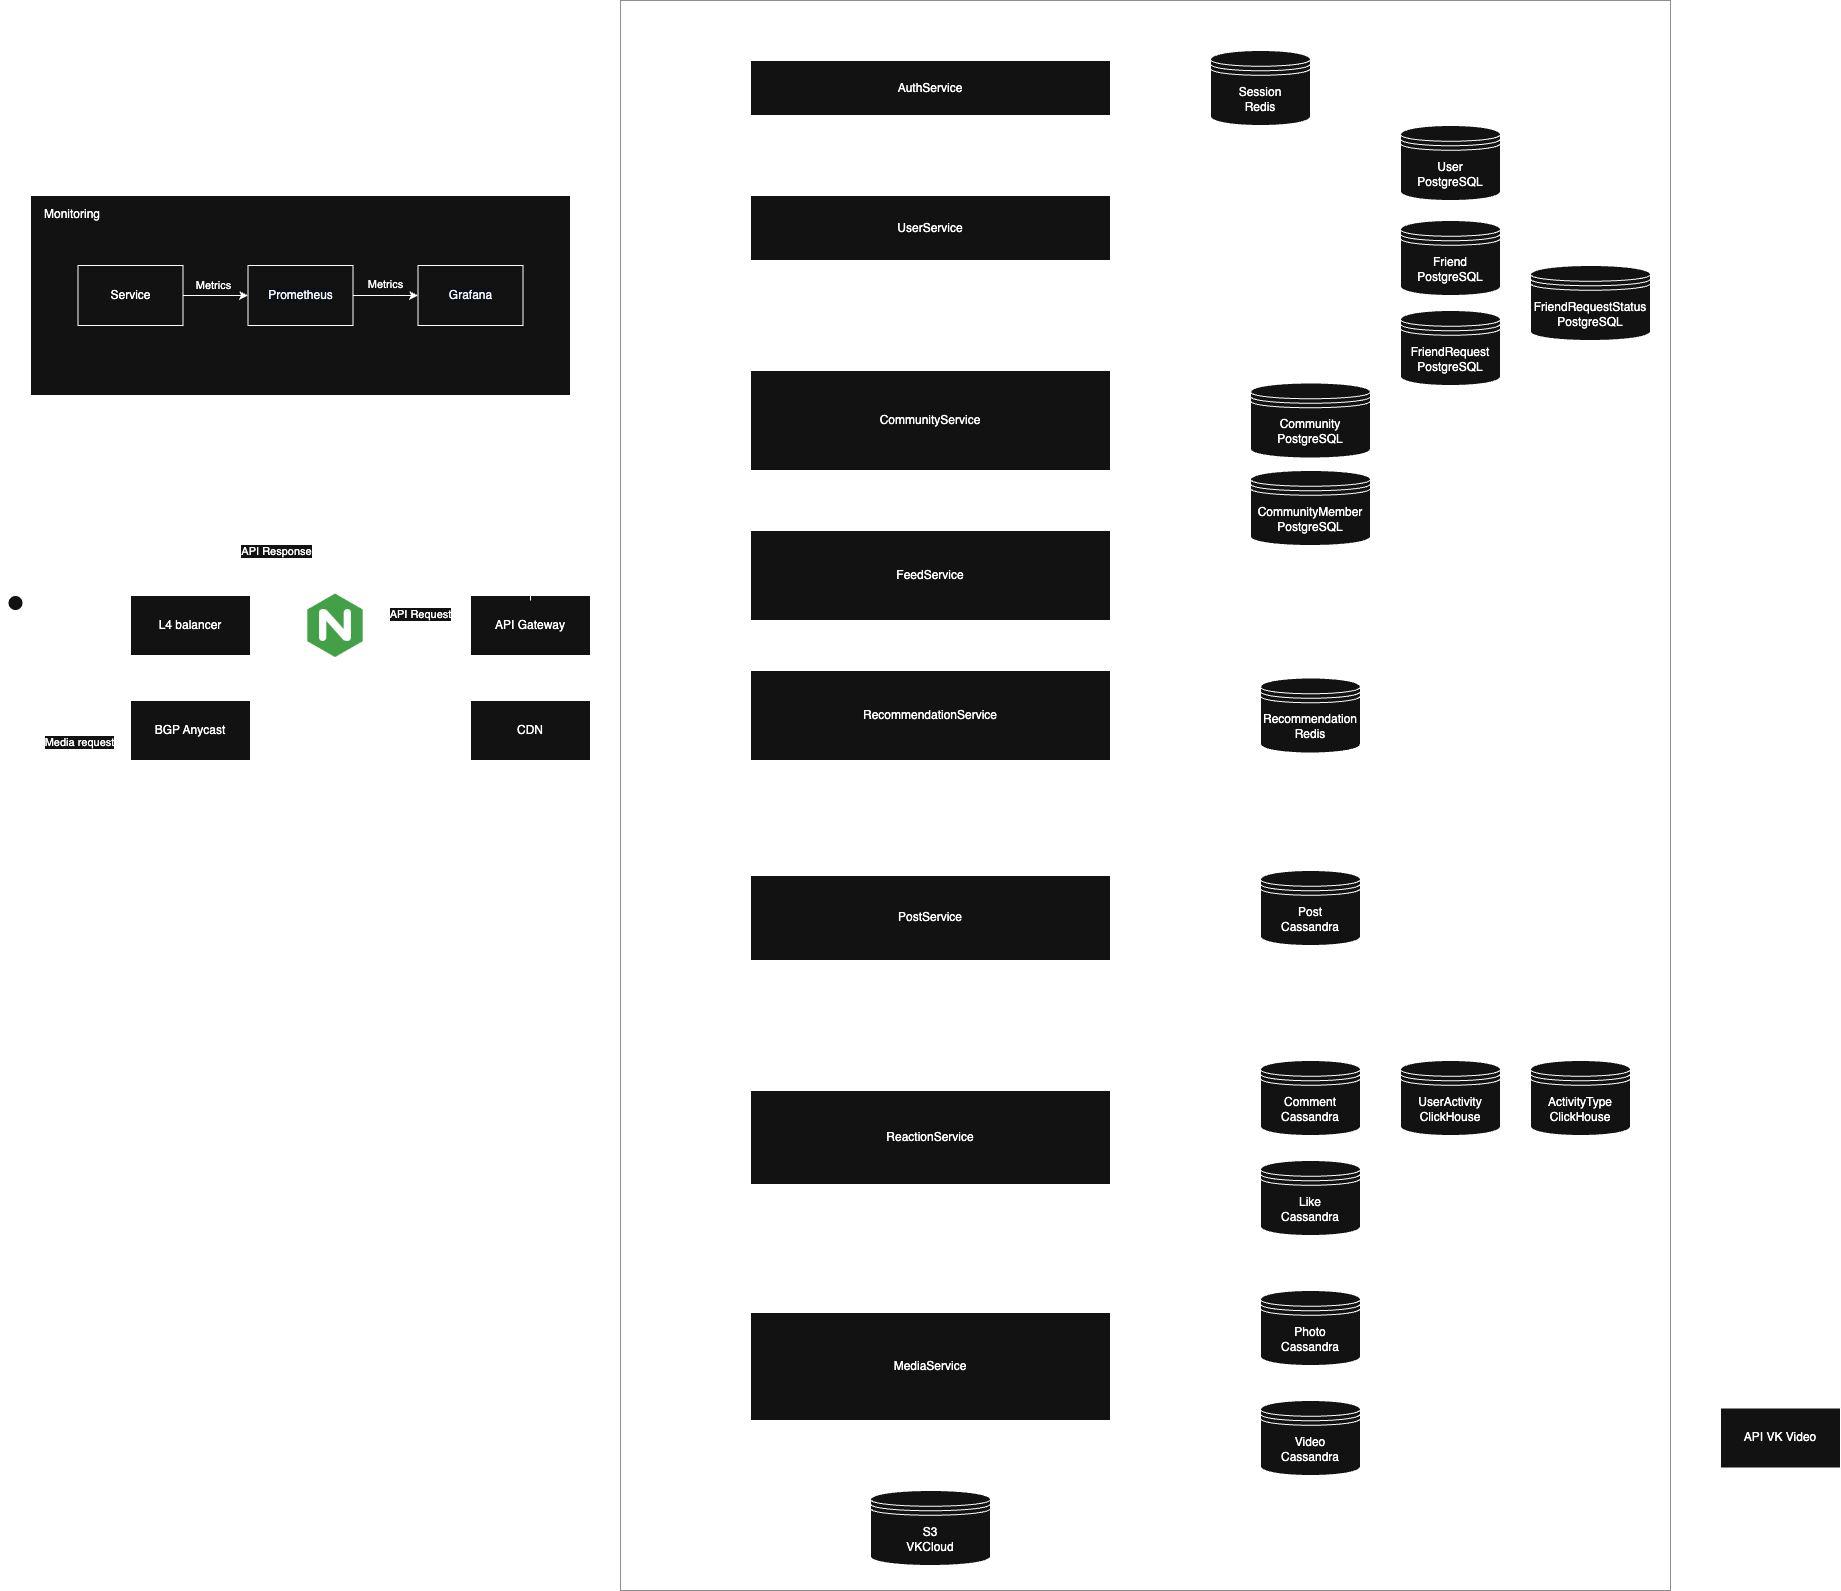 AuthService
Session
Redis
User
PostgreSQL
Monitoring
UserService
Friend
PostgreSQL
Service
Metrics
Prometheus
Metrics
Grafana
FriendRequestStatus
PostgreSQL
FriendRequest
PostgreSQL
CommunityService
Community
PostgreSQL
CommunityMember
PostgreSQL
API Response
FeedService
L4 balancer
N
API Request
API Gateway
RecommendationService
Recommendation
Redis
Media request
BGP Anycast
CDN
PostService
Post
Cassandra
Comment
Cassandra
UserActivity
ClickHouse
ActivityType
ClickHouse
ReactionService
Like
Cassandra
Photo
Cassandra
MediaService
Video
Cassandra
API VK Video
S3
VKCloud